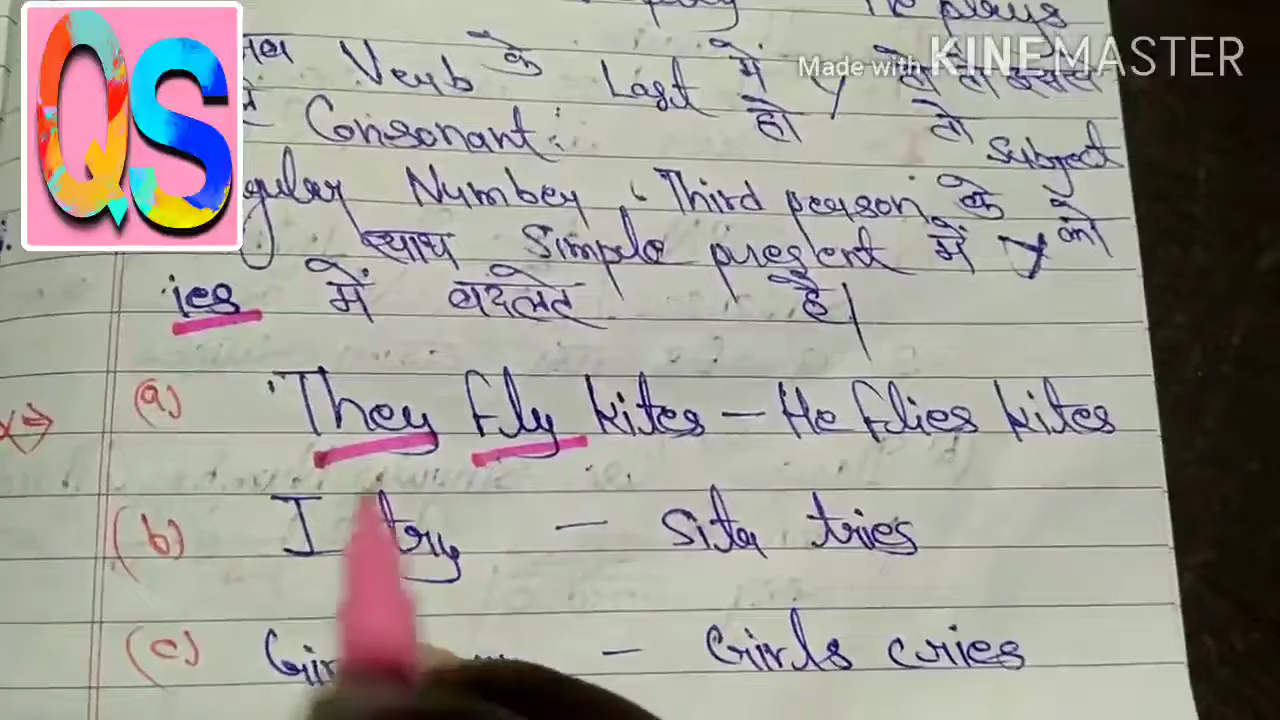 He plays
Made with KINEMASTER
QS
Verb के Last में y हो तो
Consonant : हो तो Subject
Number , Third person के
साथ Simple present में y को
ies में बदलते है।
(a) They fly kites – He flies kites
(b) I try – Sita tries
(c) – Girls cries